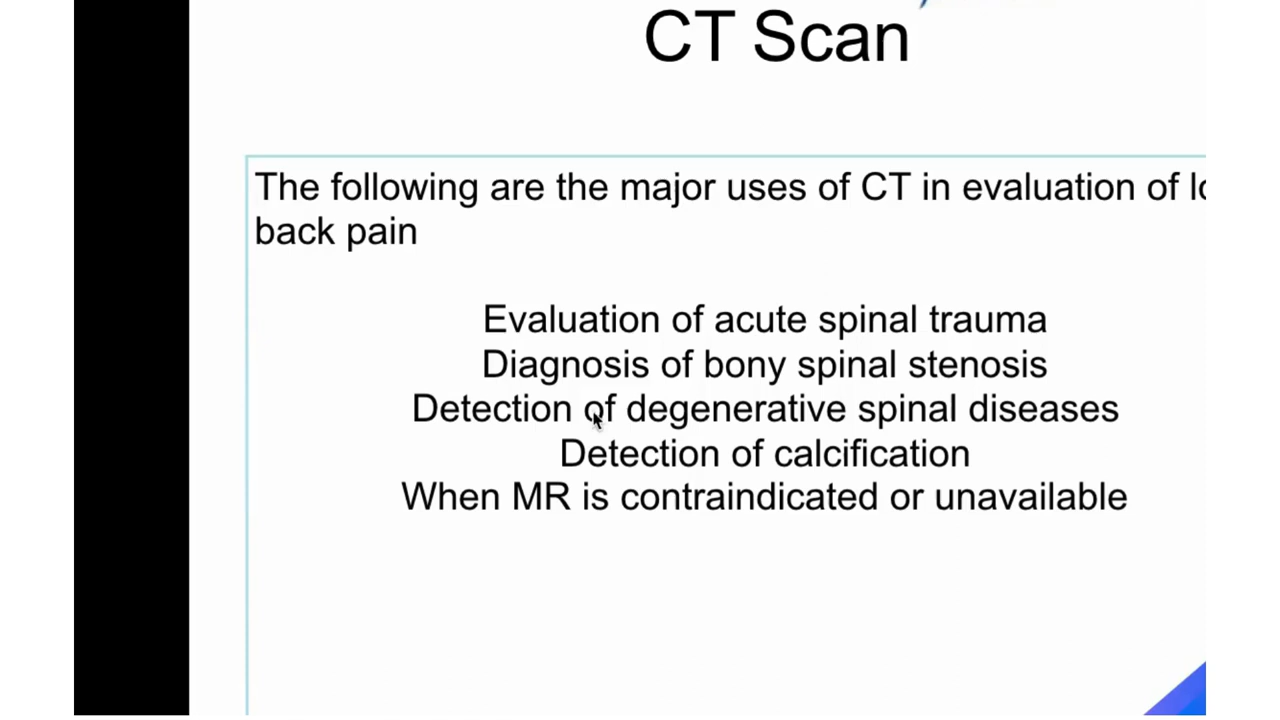 CT Scan
The following are the major uses of CT in evaluation of
back pain
Evaluation of acute spinal trauma
Diagnosis of bony spinal stenosis
Detection of degenerative spinal diseases
Detection of calcification
When MR is contraindicated or unavailable